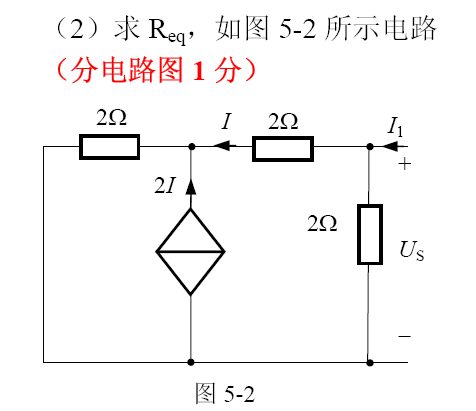 （2）求 Req，如图 5-2 所示电路
（分电路图 1 分）
2Ω
I
2Ω
I1
+
2I
2Ω
US
−
图 5-2